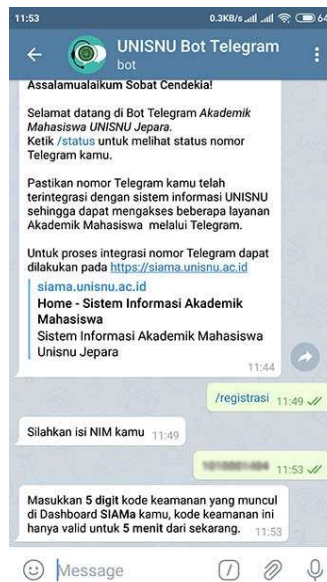 11:53
0.3KB/s
64
UNISNU Bot Telegram
bot
Assalamualaikum Sobat Cendekia!
Selamat datang di Bot Telegram Akademik
Mahasiswa UNISNU Jepara.
Ketik /status untuk melihat status nomor
Telegram kamu.
Pastikan nomor Telegram kamu telah
terintegrasi dengan sistem informasi UNISNU
sehingga dapat mengakses beberapa layanan
Akademik Mahasiswa melalui Telegram.
Untuk proses integrasi nomor Telegram dapat
dilakukan pada https://siama.unisnu.ac.id
siama.unisnu.ac.id
Home - Sistem Informasi Akademik
Mahasiswa
Sistem Informasi Akademik Mahasiswa
Unisnu Jepara
11:44
/registrasi 11:49
Silahkan isi NIM kamu 11:49
11:53
Masukkan 5 digit kode keamanan yang muncul
di Dashboard SIAMa kamu, kode keamanan ini
hanya valid untuk 5 menit dari sekarang. 11:53
Message